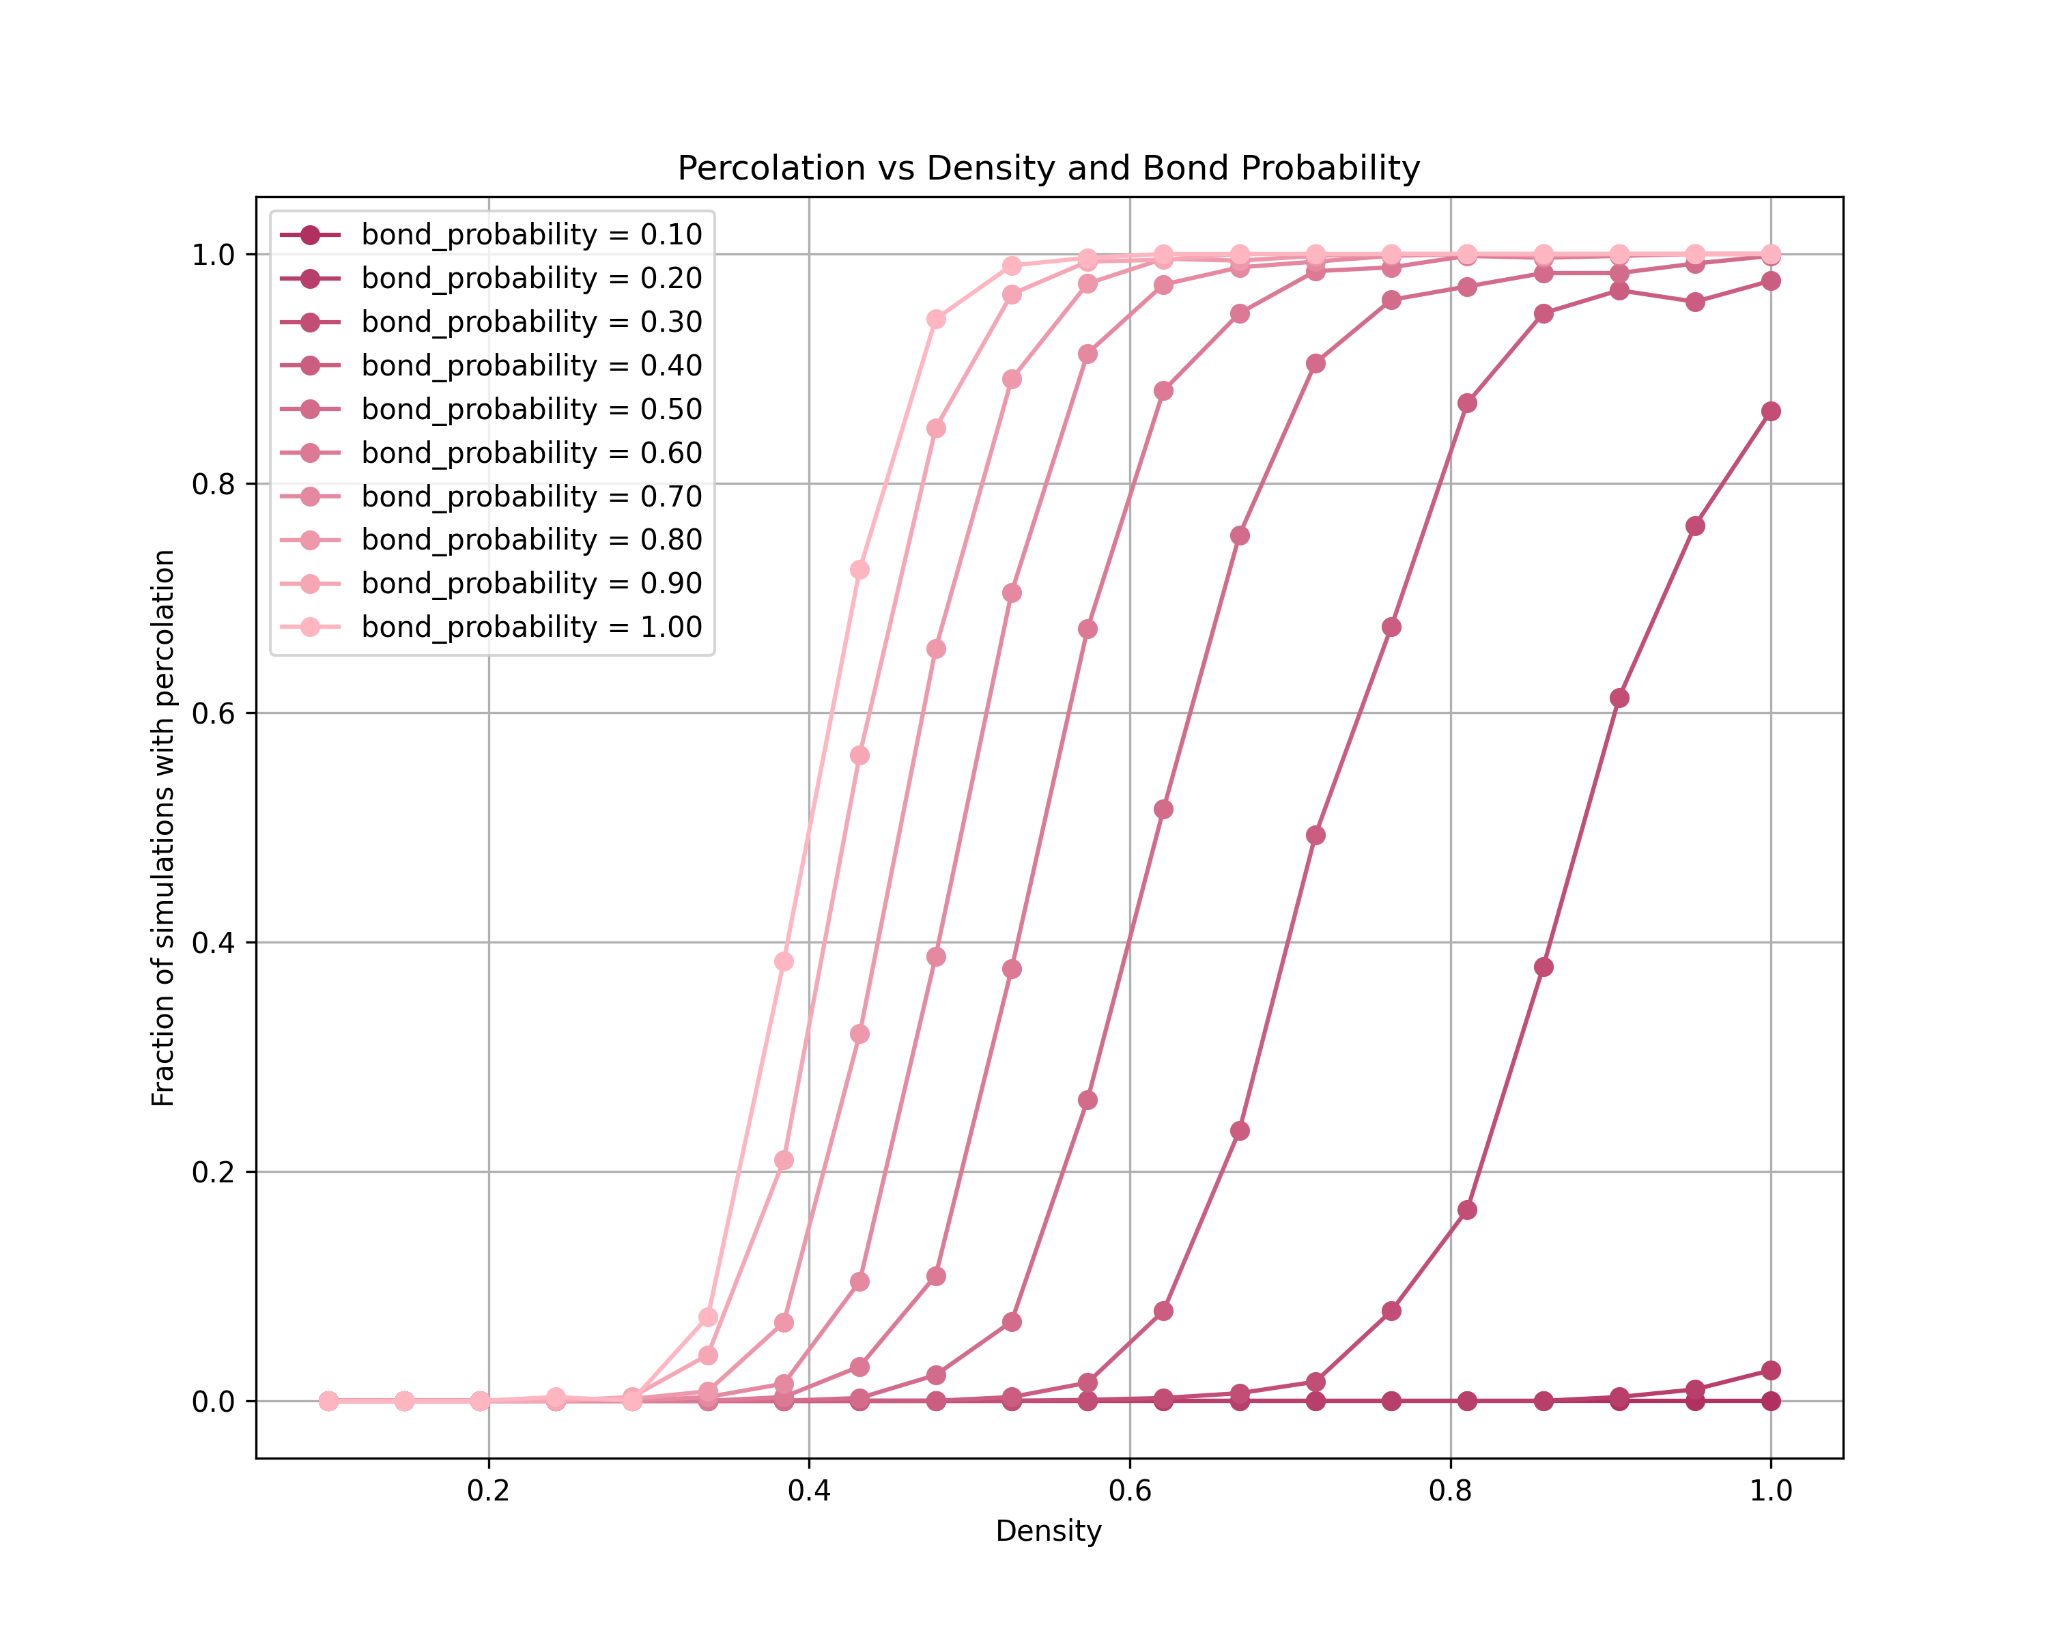 Percolation vs Density and Bond Probability
bond_probability = 0.10
bond_probability = 0.20
bond_probability = 0.30
bond_probability = 0.40
bond_probability = 0.50
bond_probability = 0.60
bond_probability = 0.70
bond_probability = 0.80
bond_probability = 0.90
bond_probability = 1.00
Fraction of simulations with percolation
1.0
0.8
0.6
0.4
0.2
0.0
0.2 0.4 0.6 0.8 1.0
Density